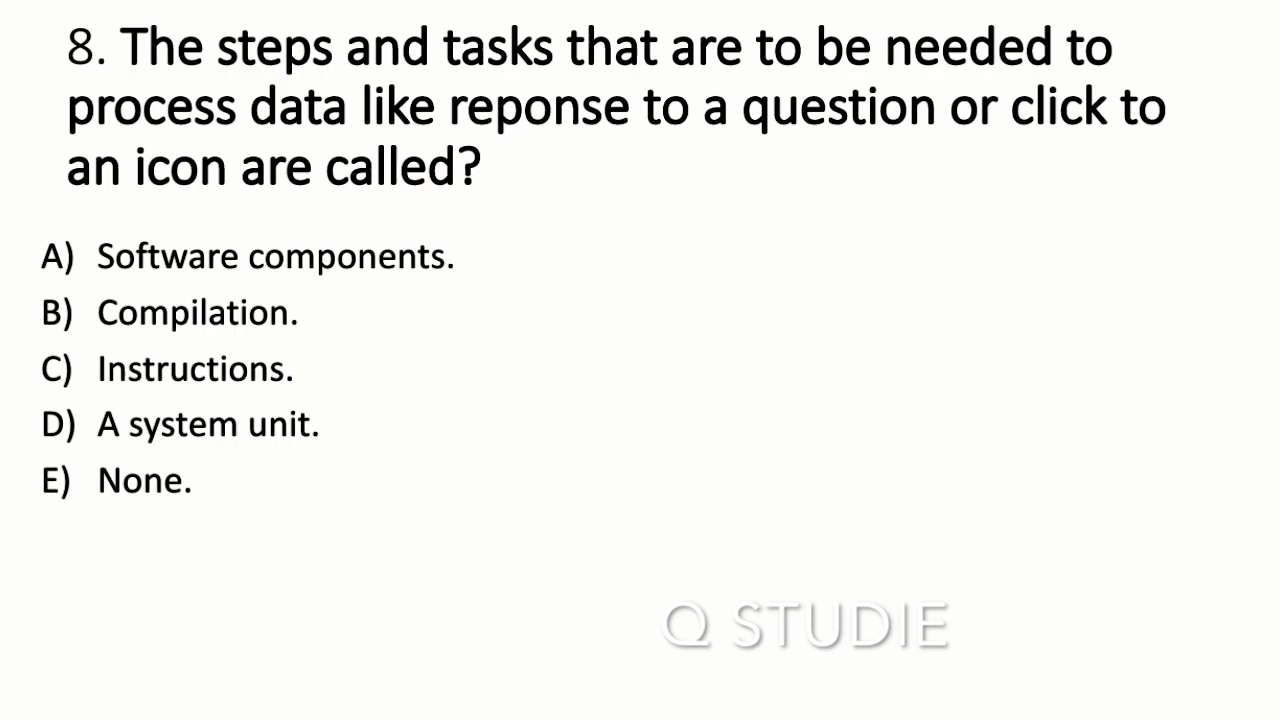 8. The steps and tasks that are to be needed to
process data like reponse to a question or click to
an icon are called?
A) Software components.
B) Compilation.
C) Instructions.
D) A system unit.
E) None.
Q STUDIE